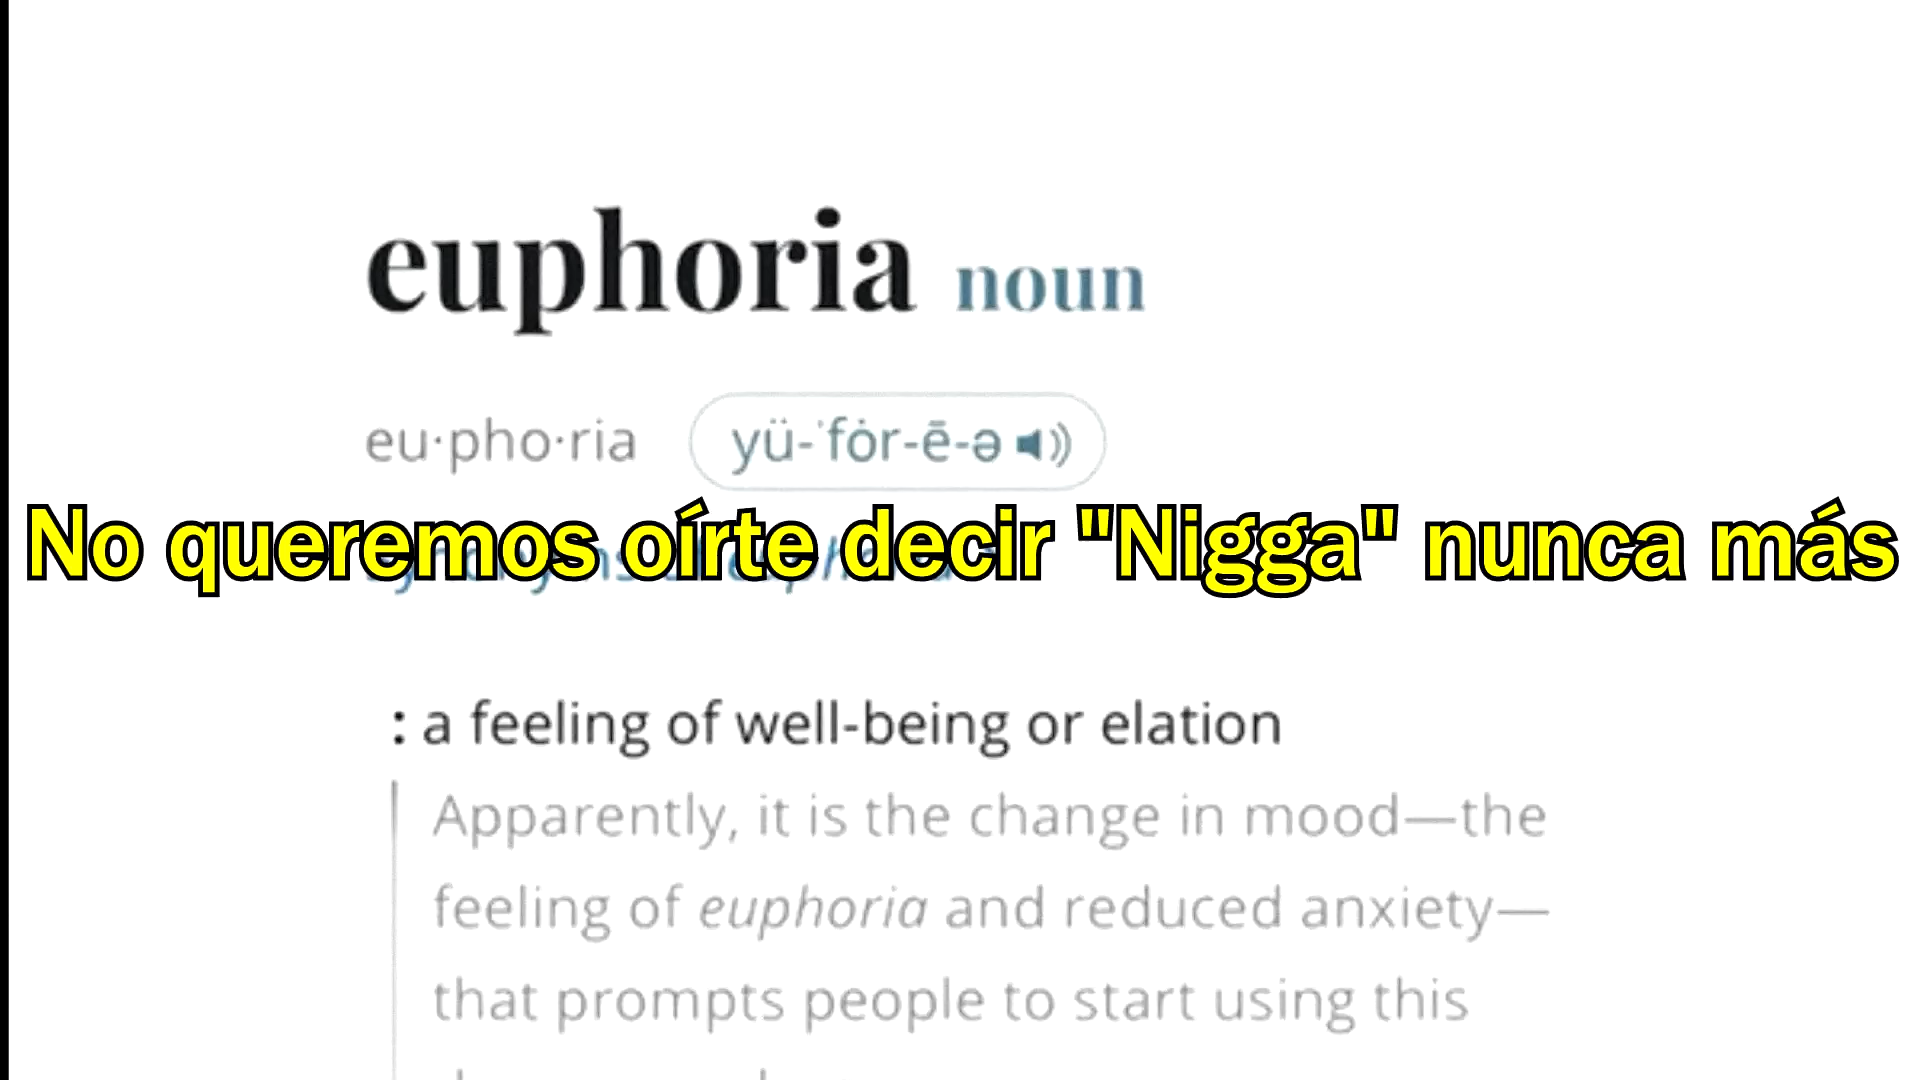 euphoria noun
eu·pho·ria yü-ˈfȯr-ē-ə
No queremos oírte decir "Nigga" nunca más
: a feeling of well-being or elation
Apparently, it is the change in mood—the
feeling of euphoria and reduced anxiety—
that prompts people to start using this